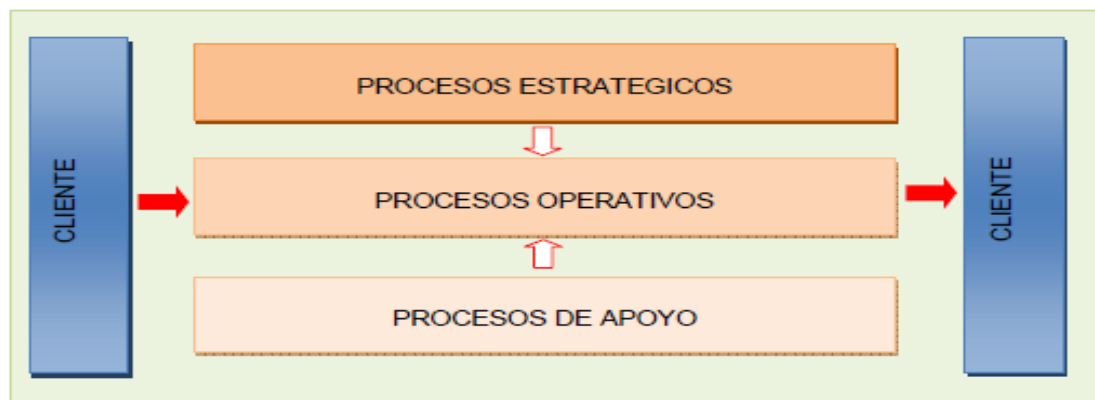 CLIENTE
PROCESOS ESTRATEGICOS
PROCESOS OPERATIVOS
PROCESOS DE APOYO
CLIENTE